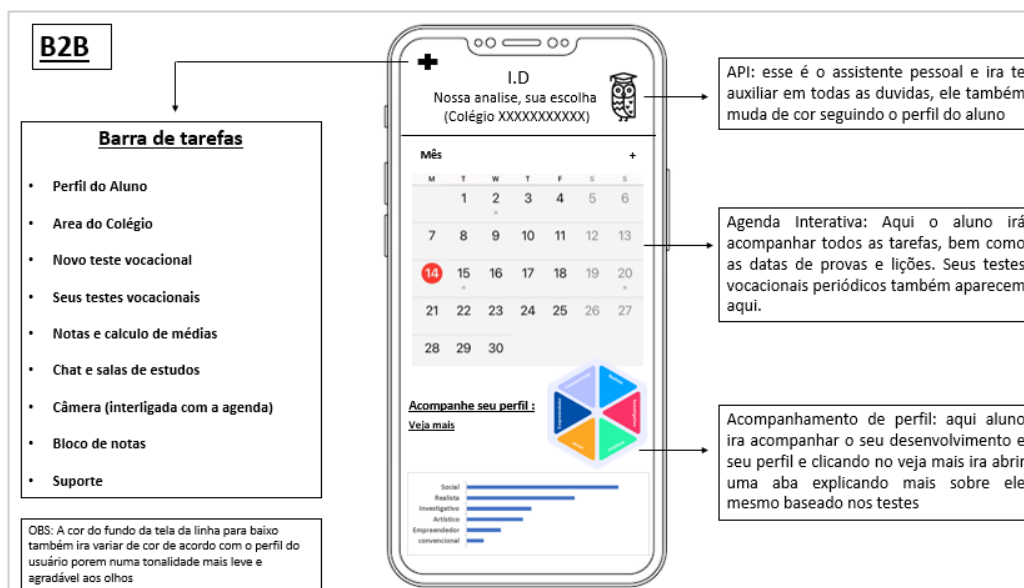 B2B
Barra de tarefas
• Perfil do Aluno
• Area do Colégio
• Novo teste vocacional
• Seus testes vocacionais
• Notas e calculo de médias
• Chat e salas de estudos
• Câmera (interligada com a agenda)
• Bloco de notas
• Suporte
OBS: A cor do fundo da tela da linha para baixo
também ira variar de cor de acordo com o perfil do
usuário porem numa tonalidade mais leve e
agradável aos olhos
I.D
Nossa analise, sua escolha
(Colégio XXXXXXXXXXX)
Mês +
M T W T F S S
1 2 3 4 5 6
7 8 9 10 11 12 13
14 15 16 17 18 19 20
21 22 23 24 25 26 27
28 29 30
Acompanhe seu perfil :
Veja mais
Social
Realista
Investigativo
Artístico
Empreendedor
convencional
API: esse é o assistente pessoal e ira te
auxiliar em todas as duvidas, ele também
muda de cor seguindo o perfil do aluno
Agenda Interativa: Aqui o aluno irá
acompanhar todos as tarefas, bem como
as datas de provas e lições. Seus testes
vocacionais periódicos também aparecem
aqui.
Acompanhamento de perfil: aqui aluno
ira acompanhar o seu desenvolvimento e
seu perfil e clicando no veja mais ira abrir
uma aba explicando mais sobre ele
mesmo baseado nos testes